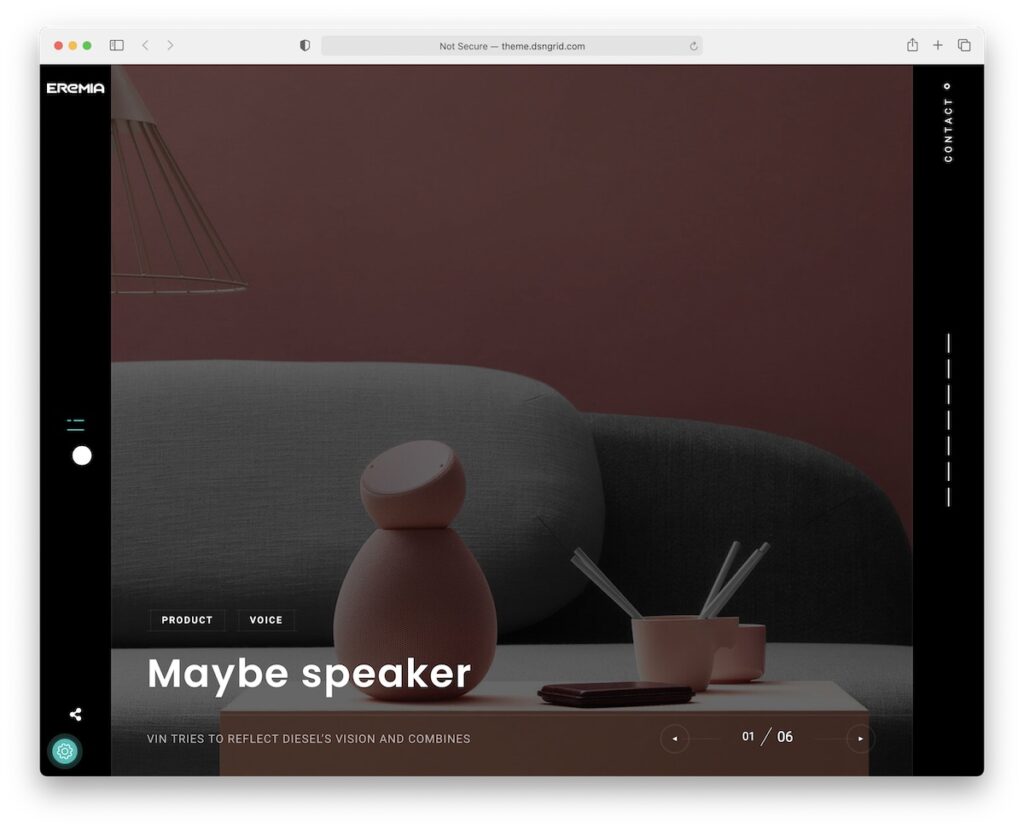 Not Secure — theme.dsngrid.com
EREMIA
CONTACT
PRODUCT VOICE
Maybe speaker
VIN TRIES TO REFLECT DIESEL'S VISION AND COMBINES
01 / 06